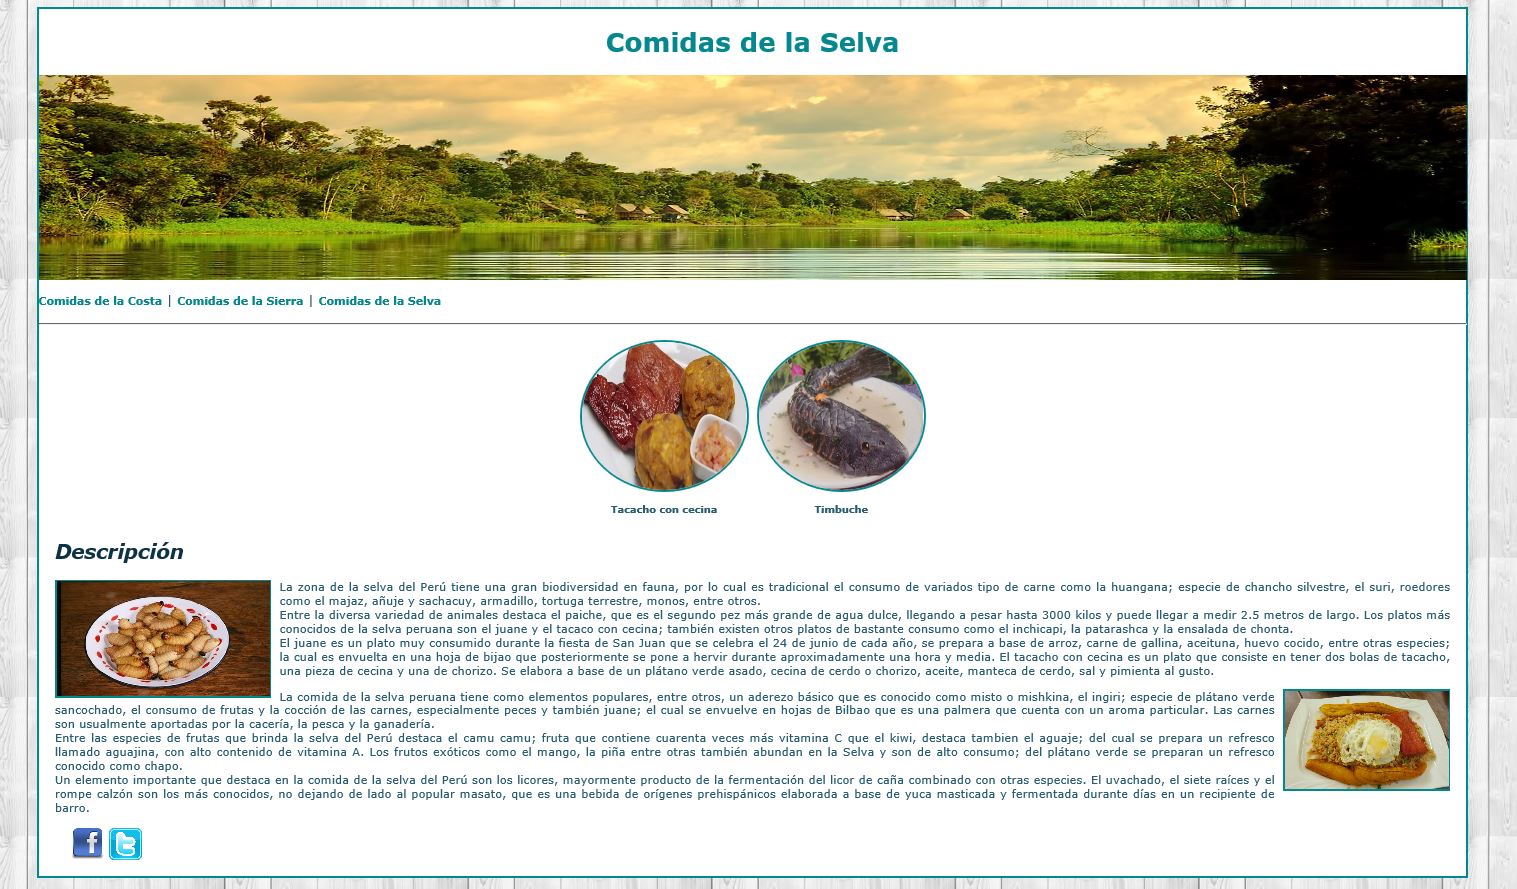 Comidas de la Selva
Comidas de la Costa | Comidas de la Sierra | Comidas de la Selva
Tacacho con cecina
Timbuche
Descripción
La zona de la selva del Perú tiene una gran biodiversidad en fauna, por lo cual es tradicional el consumo de variados tipo de carne como la huangana; especie de chancho silvestre, el suri, roedores
como el majaz, añuje y sachacuy, armadillo, tortuga terrestre, monos, entre otros.
Entre la diversa variedad de animales destaca el paiche, que es el segundo pez más grande de agua dulce, llegando a pesar hasta 3000 kilos y puede llegar a medir 2.5 metros de largo. Los platos más
conocidos de la selva peruana son el juane y el tacaco con cecina; también existen otros platos de bastante consumo como el inchicapi, la patarashca y la ensalada de chonta.
El juane es un plato muy consumido durante la fiesta de San Juan que se celebra el 24 de junio de cada año, se prepara a base de arroz, carne de gallina, aceituna, huevo cocido, entre otras especies;
la cual es envuelta en una hoja de bijao que posteriormente se pone a hervir durante aproximadamente una hora y media. El tacacho con cecina es un plato que consiste en tener dos bolas de tacacho,
una pieza de cecina y una de chorizo. Se elabora a base de un plátano verde asado, cecina de cerdo o chorizo, aceite, manteca de cerdo, sal y pimienta al gusto.
La comida de la selva peruana tiene como elementos populares, entre otros, un aderezo básico que es conocido como misto o mishkina, el ingiri; especie de plátano verde
sancochado, el consumo de frutas y la cocción de las carnes, especialmente peces y también juane; el cual se envuelve en hojas de Bilbao que es una palmera que cuenta con un aroma particular. Las carnes
son usualmente aportadas por la cacería, la pesca y la ganadería.
Entre las especies de frutas que brinda la selva del Perú destaca el camu camu; fruta que contiene cuarenta veces más vitamina C que el kiwi, destaca tambien el aguaje; del cual se prepara un refresco
llamado aguajina, con alto contenido de vitamina A. Los frutos exóticos como el mango, la piña entre otras también abundan en la Selva y son de alto consumo; del plátano verde se preparan un refresco
conocido como chapo.
Un elemento importante que destaca en la comida de la selva del Perú son los licores, mayormente producto de la fermentación del licor de caña combinado con otras especies. El uvachado, el siete raíces y el
rompe calzón son los más conocidos, no dejando de lado al popular masato, que es una bebida de orígenes prehispánicos elaborada a base de yuca masticada y fermentada durante días en un recipiente de
barro.